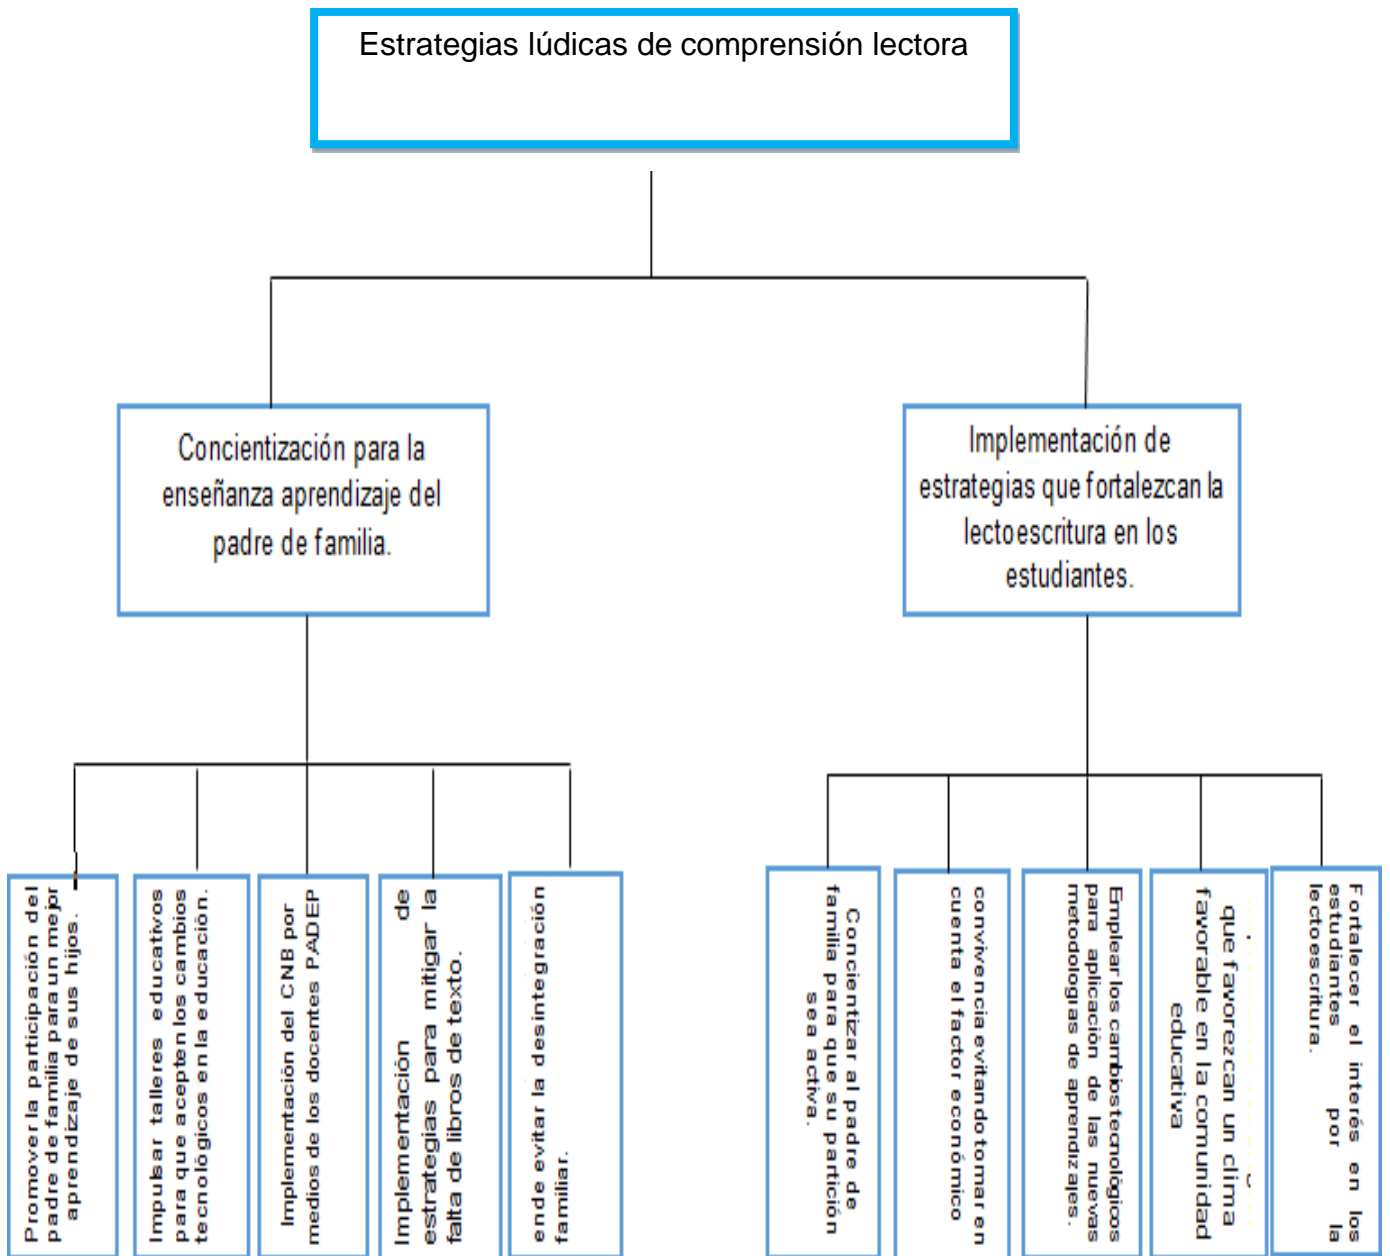 Estrategias lúdicas de comprensión lectora
Concientización para la
enseñanza aprendizaje del
padre de familia.
Implementación de
estrategias que fortalezcan la
lectoescritura en los
estudiantes.
Promover la participación del
padre de familia para un mejor
aprendizaje de sus hijos.
Impulsar talleres educativos
para que acepten los cambios
tecnológicos en la educación.
Implementación del CNB por
medios de los docentes PADEP
Implementación de
estrategias para mitigar la
falta de libros de texto.
ende evitar la desintegración
familiar.
Concientizar al padre de
familia para que su partición
sea activa.
convivencia evitando tomar en
cuenta el factor económico
Emplear los cambios tecnológicos
para aplicación de las nuevas
metodologías de aprendizajes.
que favorezcan un clima
favorable en la comunidad
educativa
Fortalecer el interés en los
estudiantes por la
lectoescritura.